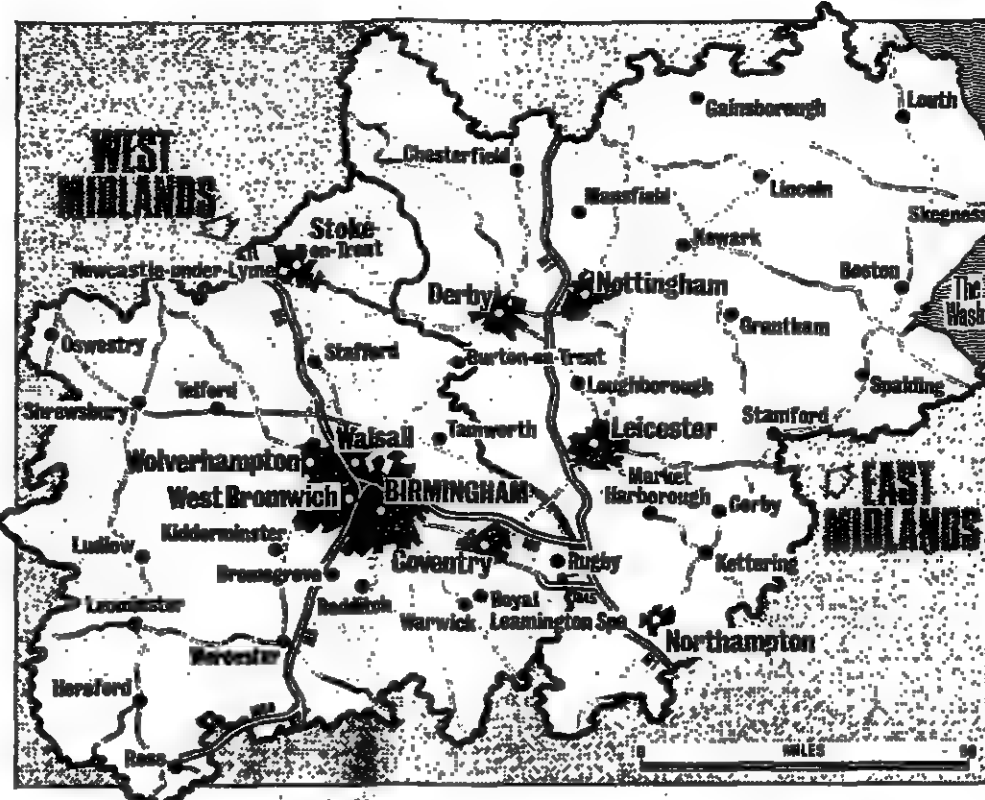 Gainsborough
Louth
WEST
MIDLANDS
Chesterfield
Lincoln
Mansfield
Skegness
Stoke
on-Trent
Newark
Newcastle-under-Lyme
Boston
Derby
Nottingham
The
Wash
Grantham
Oswestry
Stafford
Burton-on-Trent
Loughborough
Spalding
Telford
Shrewsbury
Stamford
Walsall
Tamworth
Leicester
Wolverhampton
Market
Harborough
EAST
MIDLANDS
West Bromwich
BIRMINGHAM
Corby
Kidderminster
Ludlow
Coventry
Rugby
Kettering
Bromsgrove
Redditch
Royal
Leamington Spa
Warwick
Leominster
Northampton
Worcester
Hereford
Ross
0 MILES